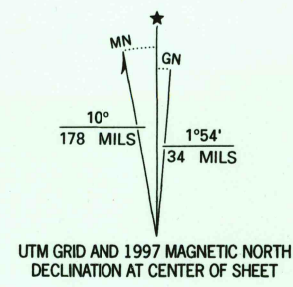 ★
MN
GN
10°
178 MILS
1°54'
34 MILS
UTM GRID AND 1997 MAGNETIC NORTH
DECLINATION AT CENTER OF SHEET